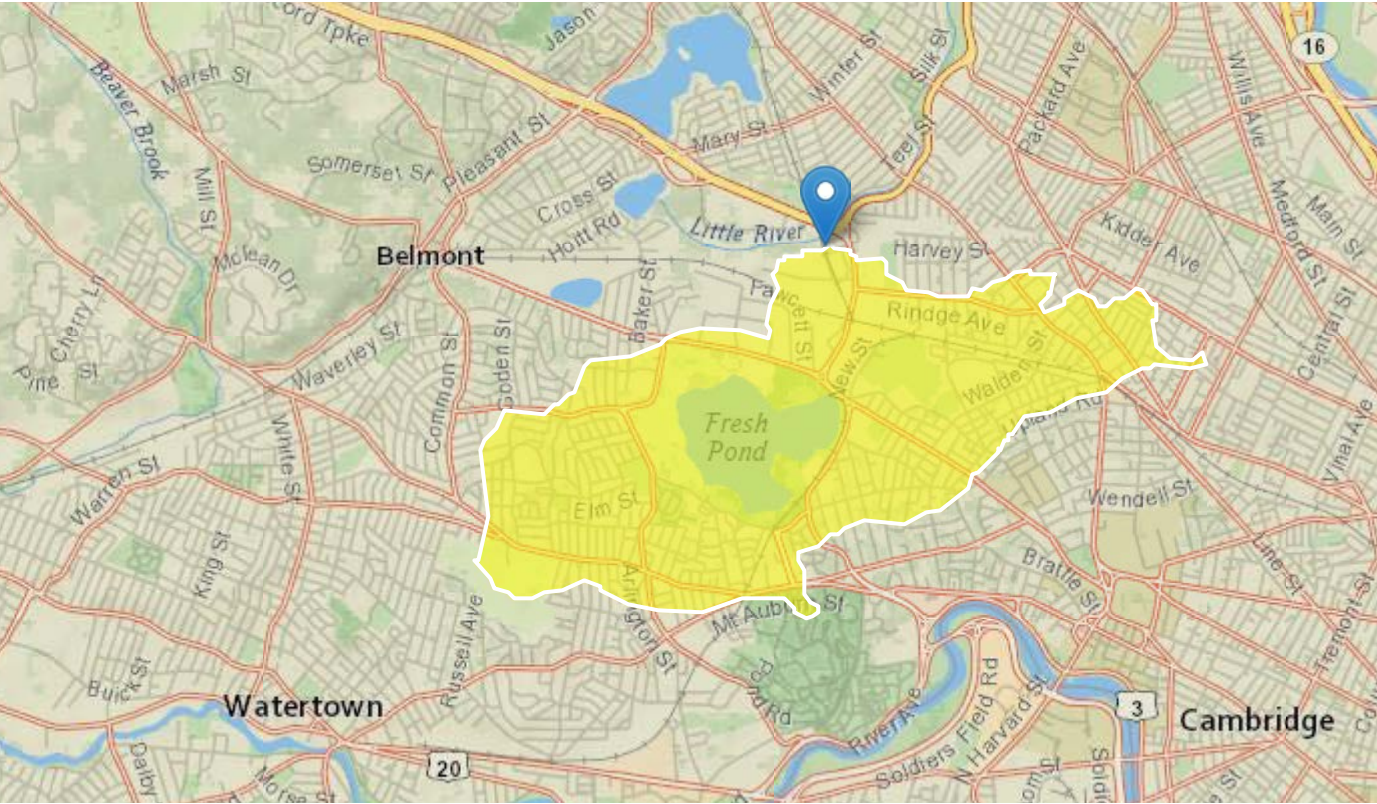 ord Tpke
Jason
16
Beaver Brook
Marsh St
Winter St
Silk St
Packard Ave
Willis Ave
Mary St
Teel St
Pleasant St
Somerset St
Mill St
Cross St
Hoitt Rd
Little River
Harvey St
Kidder Ave
Medford St
Main St
Belmont
Mclean Dr
Baker St
Fawcett St
Rindge Ave
Central St
Cherry Ln
Pine St
Waverley St
Common St
Goden St
New St
Walden St
Upland Rd
Fresh
Pond
White St
Warren St
Elm St
Wendell St
Vinal Ave
King St
Arlington St
Mt Auburn St
Brattle St
Line St
Tremont St
Russell Ave
Buick St
Watertown
River Ave
Soldiers Field Rd
N Harvard St
3
Cambridge
Dalby
20
Morse St